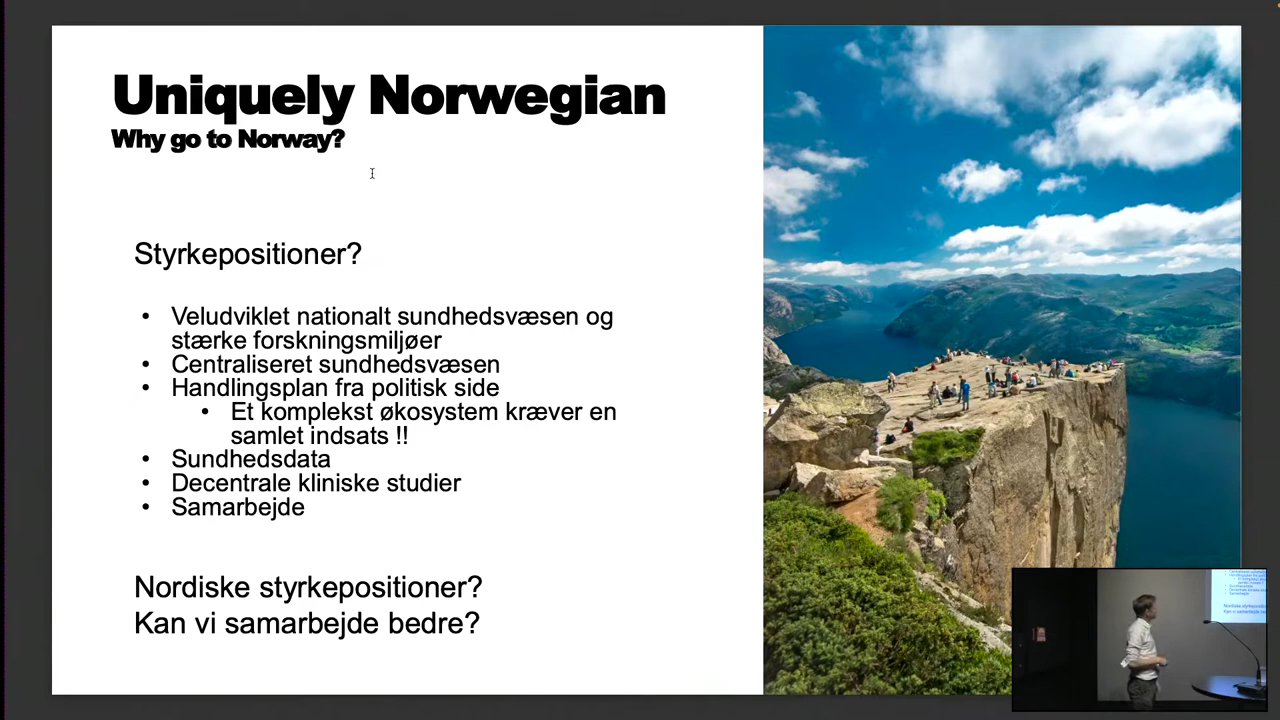 Uniquely Norwegian
Why go to Norway?
Styrkepositioner?
• Veludviklet nationalt sundhedsvæsen og
stærke forskningsmiljøer
• Centraliseret sundhedsvæsen
• Handlingsplan fra politisk side
• Et komplekst økosystem kræver en
samlet indsats !!
• Sundhedsdata
• Decentrale kliniske studier
• Samarbejde
Nordiske styrkepositioner?
Kan vi samarbejde bedre?